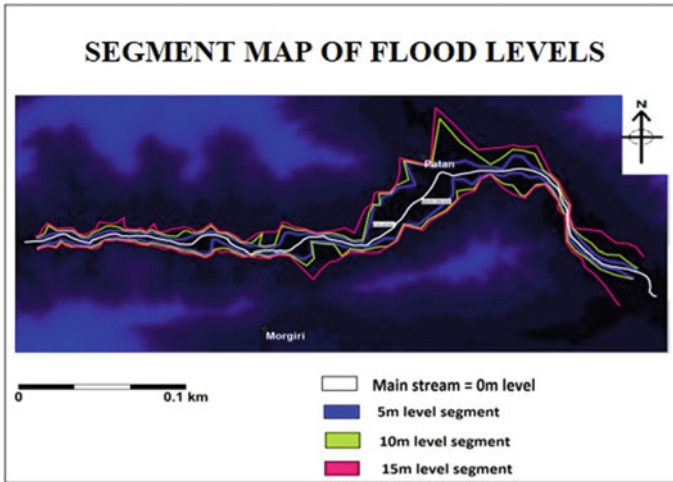 SEGMENT MAP OF FLOOD LEVELS
N
Patan
Morgiri
0 0.1 km
Main stream = 0m level
5m level segment
10m level segment
15m level segment